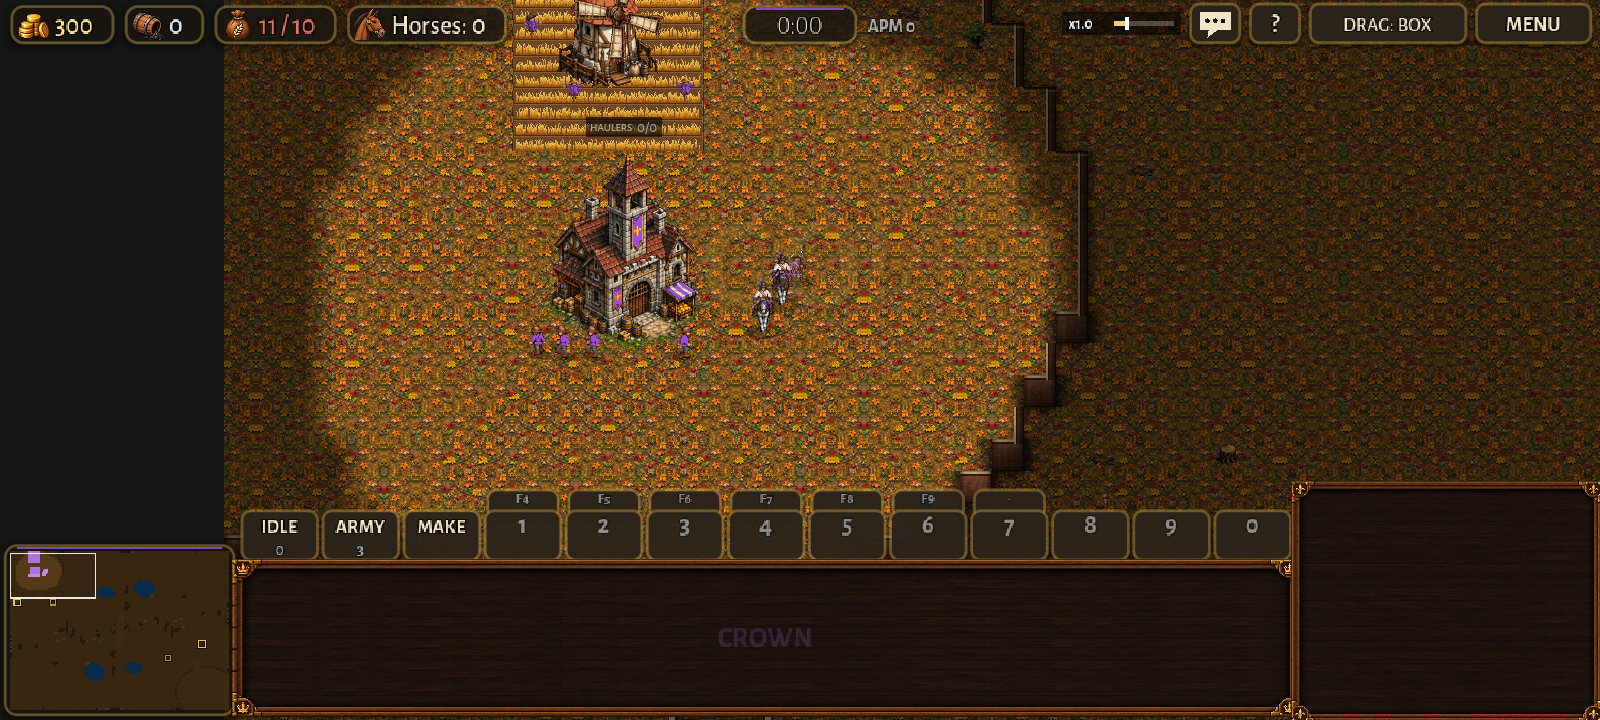 300
0
11/10
Horses: 0
0:00
APM 0
x1.0
?
DRAG: BOX
MENU
HAULERS 0/0
IDLE
0
ARMY
3
MAKE
F4
1
F5
2
F6
3
F7
4
F8
5
F9
6
7
8
9
0
CROWN